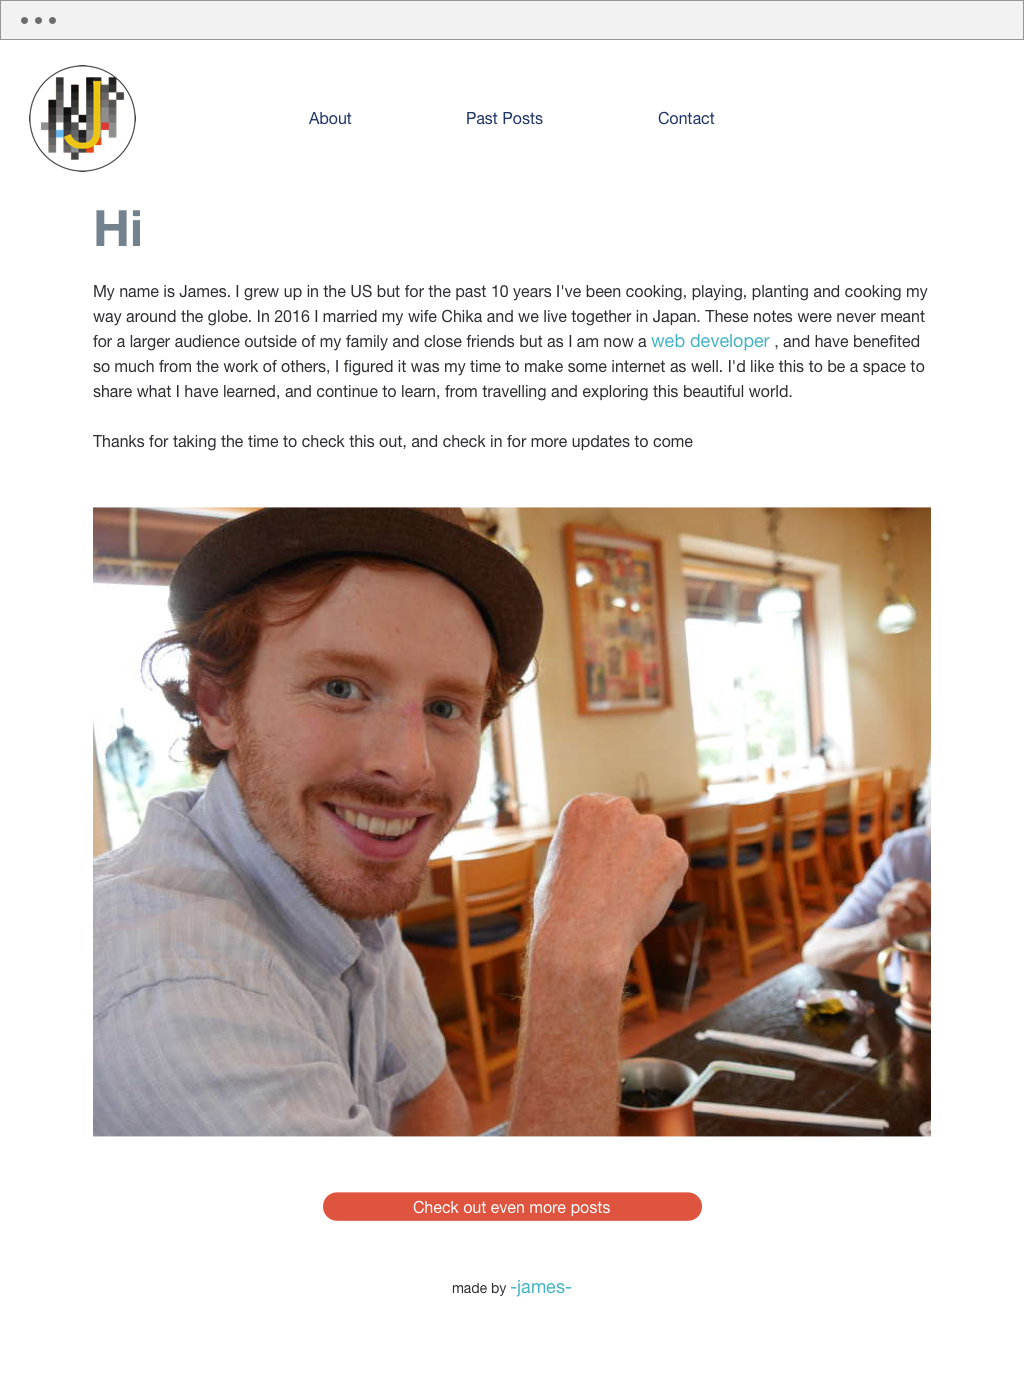 J
About Past Posts Contact
Hi
My name is James. I grew up in the US but for the past 10 years I've been cooking, playing, planting and cooking my
way around the globe. In 2016 I married my wife Chika and we live together in Japan. These notes were never meant
for a larger audience outside of my family and close friends but as I am now a web developer , and have benefited
so much from the work of others, I figured it was my time to make some internet as well. I'd like this to be a space to
share what I have learned, and continue to learn, from travelling and exploring this beautiful world.
Thanks for taking the time to check this out, and check in for more updates to come
Check out even more posts
made by -james-